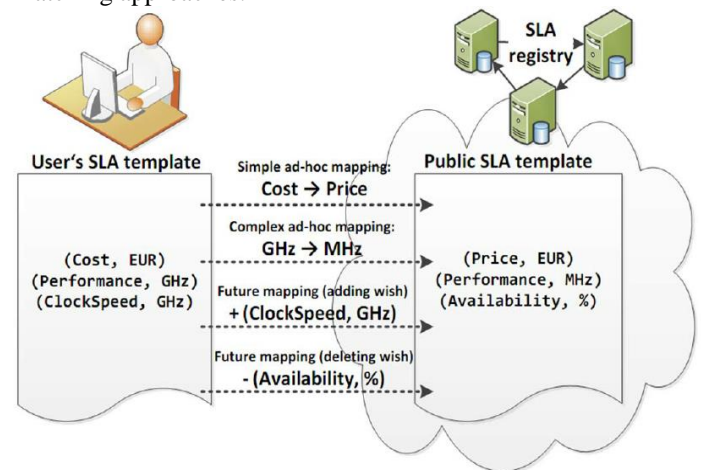 atching approaches.
SLA
registry
User's SLA template
Public SLA template
Simple ad-hoc mapping:
Cost → Price
Complex ad-hoc mapping:
GHz → MHz
(Cost, EUR)
(Performance, GHz)
(ClockSpeed, GHz)
(Price, EUR)
(Performance, MHz)
(Availability, %)
Future mapping (adding wish)
+ (ClockSpeed, GHz)
Future mapping (deleting wish)
- (Availability, %)